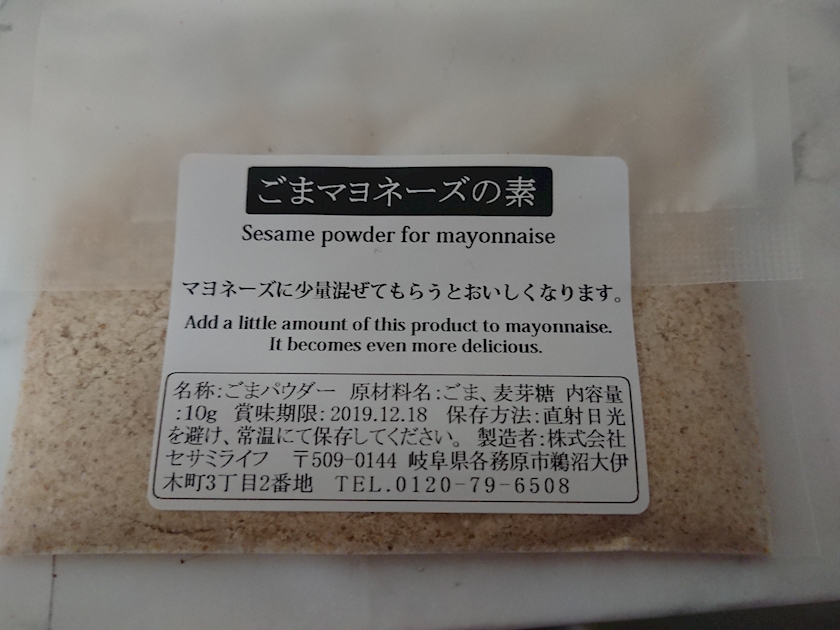 ごまマヨネーズの素
Sesame powder for mayonnaise
マヨネーズに少量混ぜてもらうとおいしくなります。
Add a little amount of this product to mayonnaise.
It becomes even more delicious.
名称:ごまパウダー 原材料名:ごま、麦芽糖 内容量
:10g 賞味期限:2019.12.18 保存方法:直射日光
を避け、常温にて保存してください。 製造者:株式会社
セサミライフ 〒509-0144 岐阜県各務原市鵜沼大伊
木町3丁目2番地 TEL.0120-79-6508